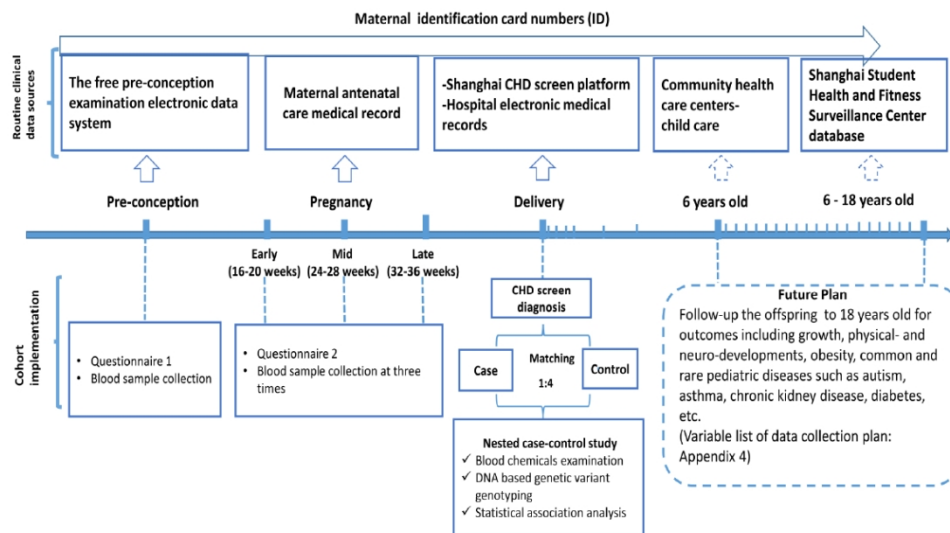 Maternal identification card numbers (ID)
Routine clinical
data sources
The free pre-conception
examination electronic data
system
Maternal antenatal
care medical record
-Shanghai CHD screen platform
-Hospital electronic medical
records
Community health
care centers-
child care
Shanghai Student
Health and Fitness
Surveillance Center
database
Pre-conception
Pregnancy
Delivery
6 years old
6 - 18 years old
Early
(16-20 weeks)
Mid
(24-28 weeks)
Late
(32-36 weeks)
Cohort
implementation
• Questionnaire 1
• Blood sample collection
• Questionnaire 2
• Blood sample collection at three
times
CHD screen
diagnosis
Case
Matching
1:4
Control
Nested case-control study
✓ Blood chemicals examination
✓ DNA based genetic variant
genotyping
✓ Statistical association analysis
Future Plan
Follow-up the offspring to 18 years old for
outcomes including growth, physical- and
neuro-developments, obesity, common and
rare pediatric diseases such as autism,
asthma, chronic kidney disease, diabetes,
etc.
(Variable list of data collection plan:
Appendix 4)